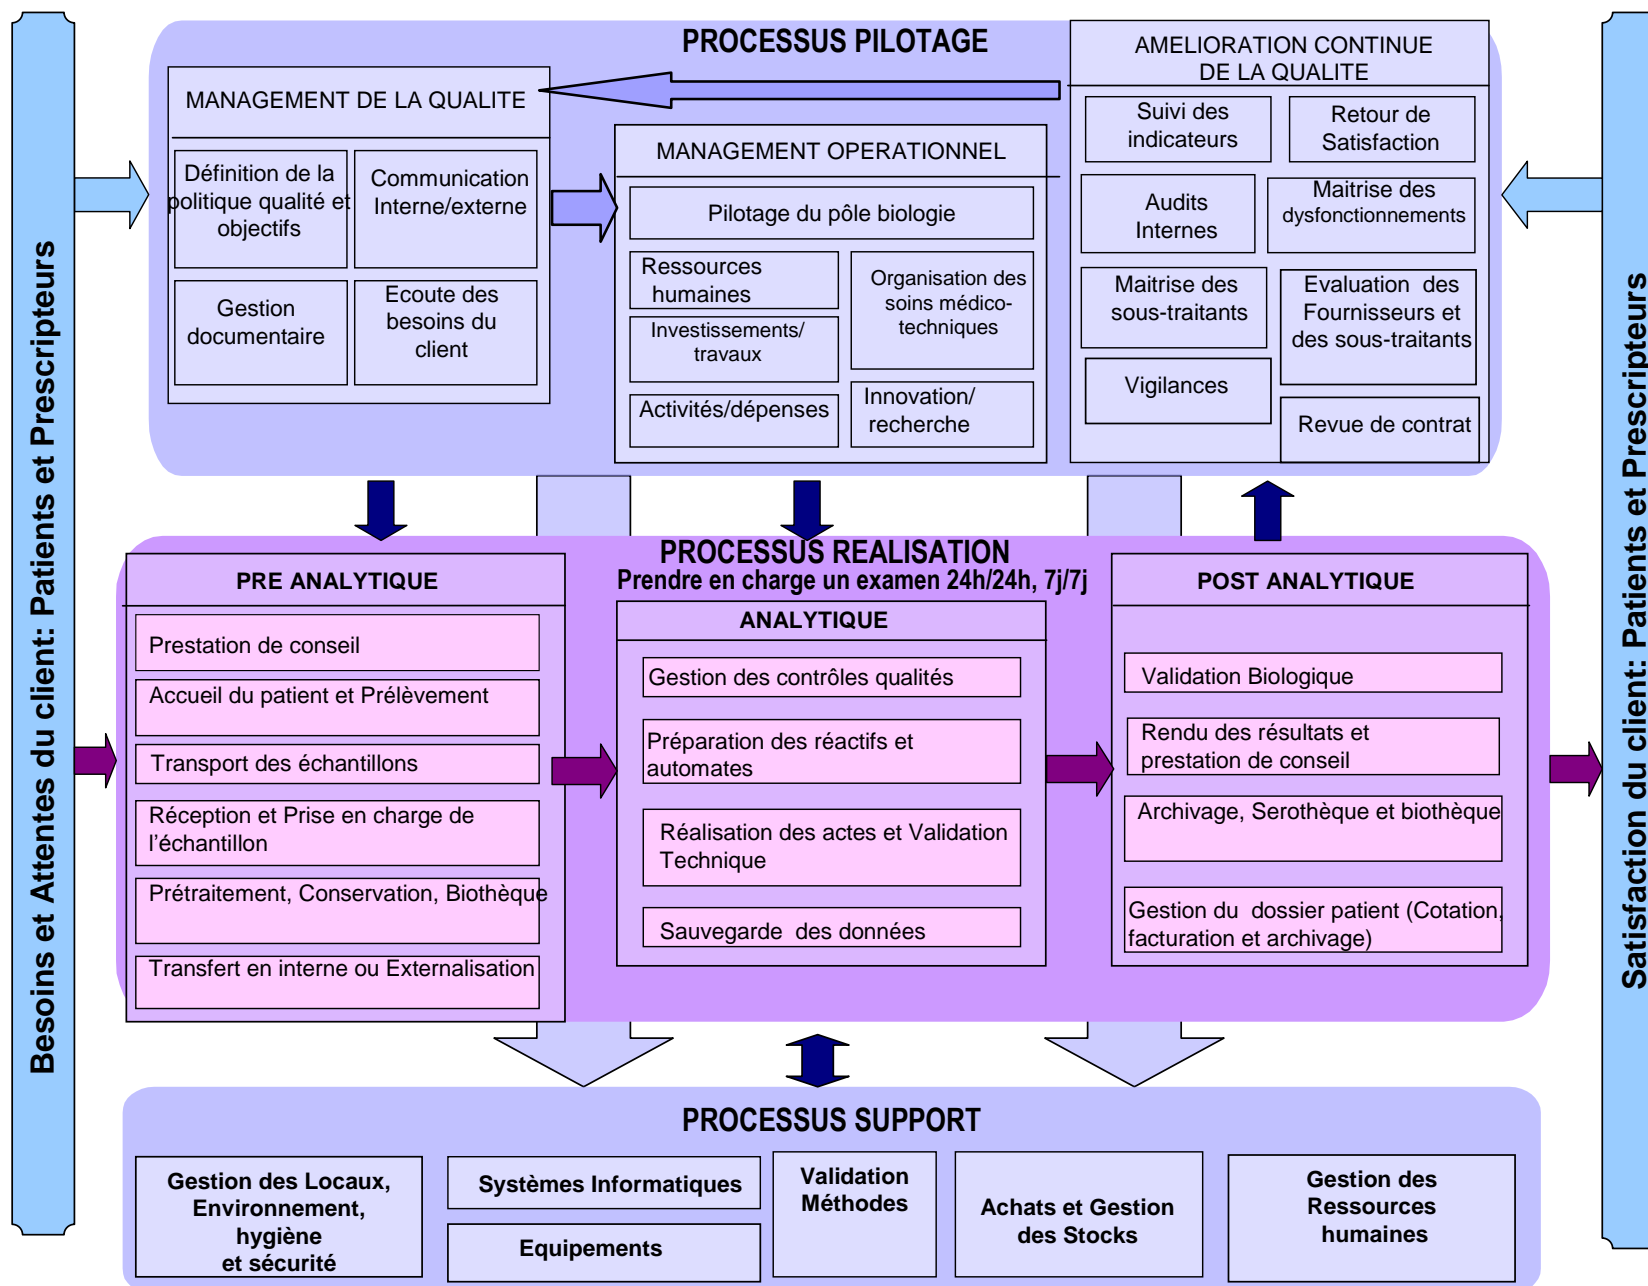 Besoins et Attentes du client: Patients et Prescripteurs
PROCESSUS PILOTAGE
MANAGEMENT DE LA QUALITE
Définition de la
politique qualité et
objectifs
Communication
Interne/externe
Gestion
documentaire
Ecoute des
besoins du
client
MANAGEMENT OPERATIONNEL
Pilotage du pôle biologie
Ressources
humaines
Organisation des
soins médico-
techniques
Investissements/
travaux
Activités/dépenses
Innovation/
recherche
AMELIORATION CONTINUE
DE LA QUALITE
Suivi des
indicateurs
Retour de
Satisfaction
Audits
Internes
Maitrise des
dysfonctionnements
Maitrise des
sous-traitants
Evaluation  des
Fournisseurs et
des sous-traitants
Vigilances
Revue de contrat
PROCESSUS REALISATION
Prendre en charge un examen 24h/24h, 7j/7j
PRE ANALYTIQUE
Prestation de conseil
Accueil du patient et Prélèvement
Transport des échantillons
Réception et Prise en charge de
l’échantillon
Prétraitement, Conservation, Biothèque
Transfert en interne ou Externalisation
ANALYTIQUE
Gestion des contrôles qualités
Préparation des réactifs et
automates
Réalisation des actes et Validation
Technique
Sauvegarde  des données
POST ANALYTIQUE
Validation Biologique
Rendu des résultats et
prestation de conseil
Archivage, Serothèque et biothèque
Gestion du  dossier patient (Cotation,
facturation et archivage)
PROCESSUS SUPPORT
Gestion des Locaux,
Environnement,
hygiène
et sécurité
Systèmes Informatiques
Equipements
Validation
Méthodes
Achats et Gestion
des Stocks
Gestion des
Ressources
humaines
Satisfaction du client: Patients et Prescripteurs